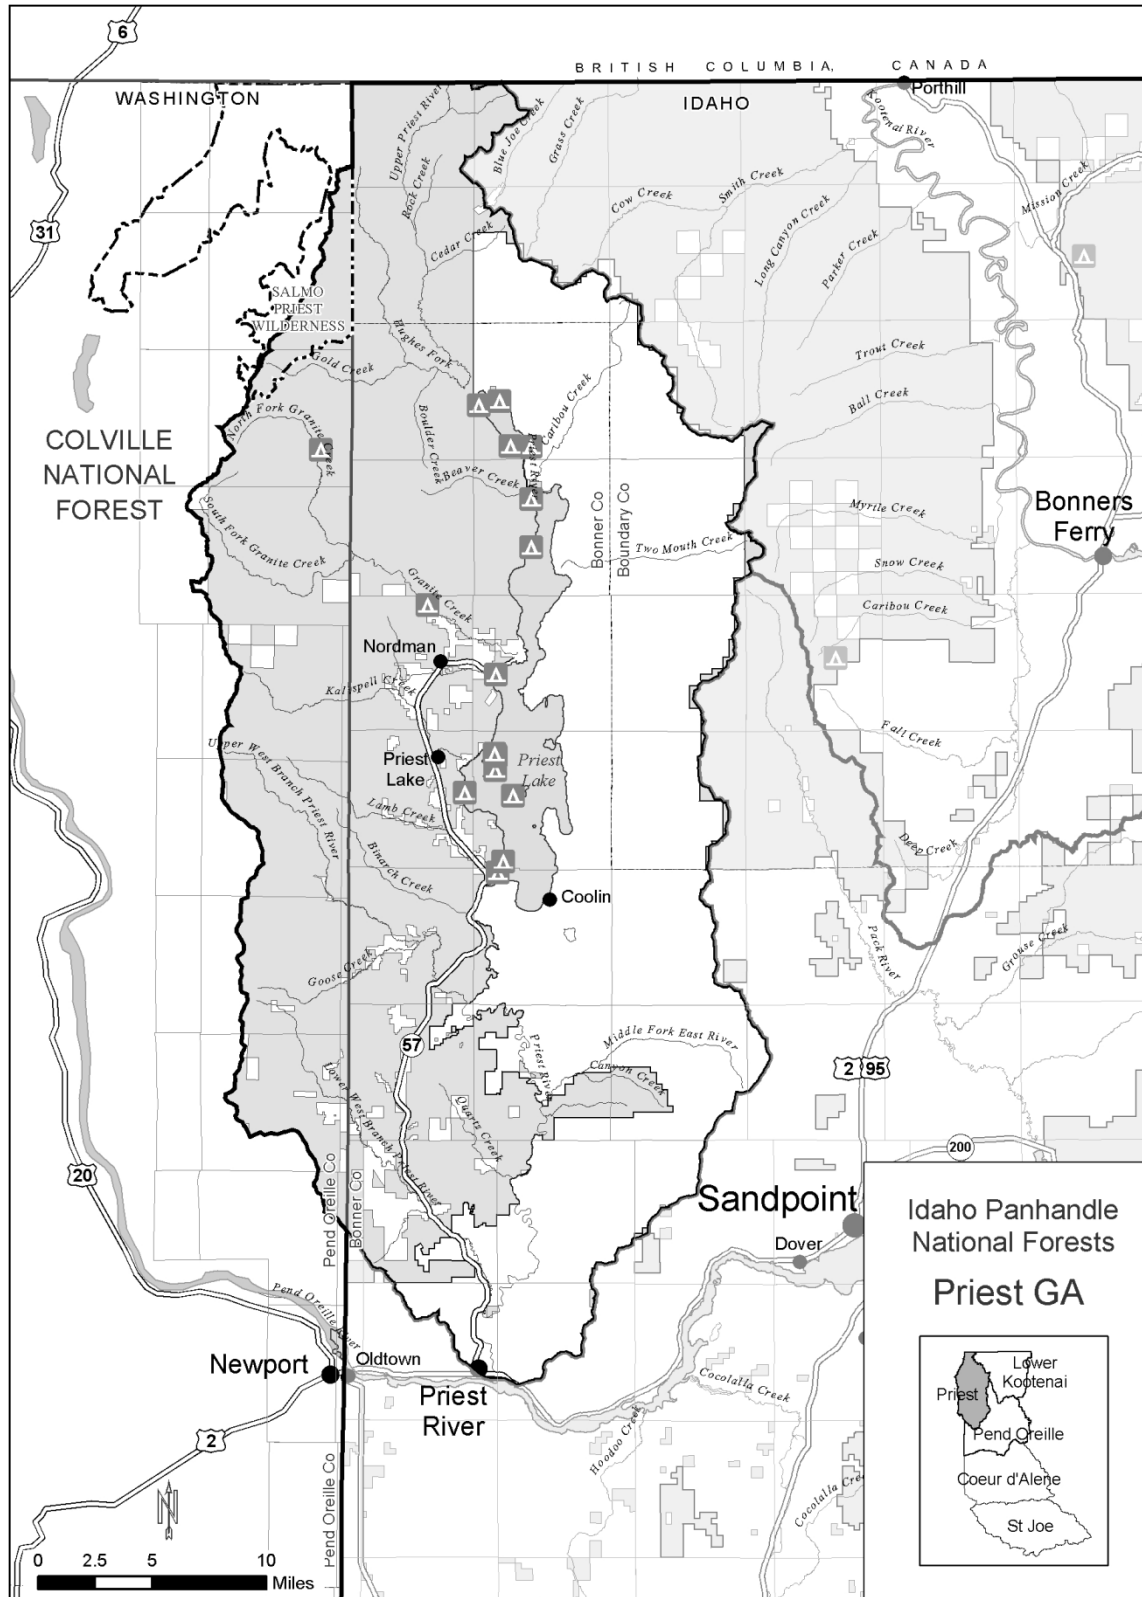 6
BRITISH COLUMBIA, CANADA
WASHINGTON
IDAHO
Porthill
Kootenai River
Upper Priest River
Blue Joe Creek
Grass Creek
Rock Creek
Cow Creek
Smith Creek
Mission Creek
Long Canyon Creek
Parker Creek
Cedar Creek
31
SALMO
PRIEST
WILDERNESS
Hughes Fork
Gold Creek
Trout Creek
Ball Creek
Caribou Creek
Boulder Creek
North Fork Granite Creek
COLVILLE
NATIONAL
FOREST
Priest River
Beaver Creek
Bonner Co
Boundary Co
Bonners
Ferry
South Fork Granite Creek
Two Mouth Creek
Myrtle Creek
Snow Creek
Caribou Creek
Granite Creek
Nordman
Kalispell Creek
Fall Creek
Upper West Branch Priest River
Priest
Lake
Priest
Lake
Lamb Creek
Binarch Creek
Deep Creek
Coolin
Pack River
Grouse Creek
Goose Creek
57
Priest River
Middle Fork East River
Canyon Creek
2
95
Lower West Branch Priest River
Quartz Creek
200
20
Pend Oreille Co
Bonner Co
Sandpoint
Dover
Pend Oreille River
Newport
Oldtown
Priest
River
Cocolalla Creek
Hoodoo Creek
Cocolalla Cree
2
Pend Oreille Co
N
0 2.5 5 10
Miles
Idaho Panhandle
National Forests
Priest GA
Lower
Kootenai
Priest
Pend Oreille
Coeur d'Alene
St Joe